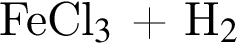 FeCl₃ + H₂